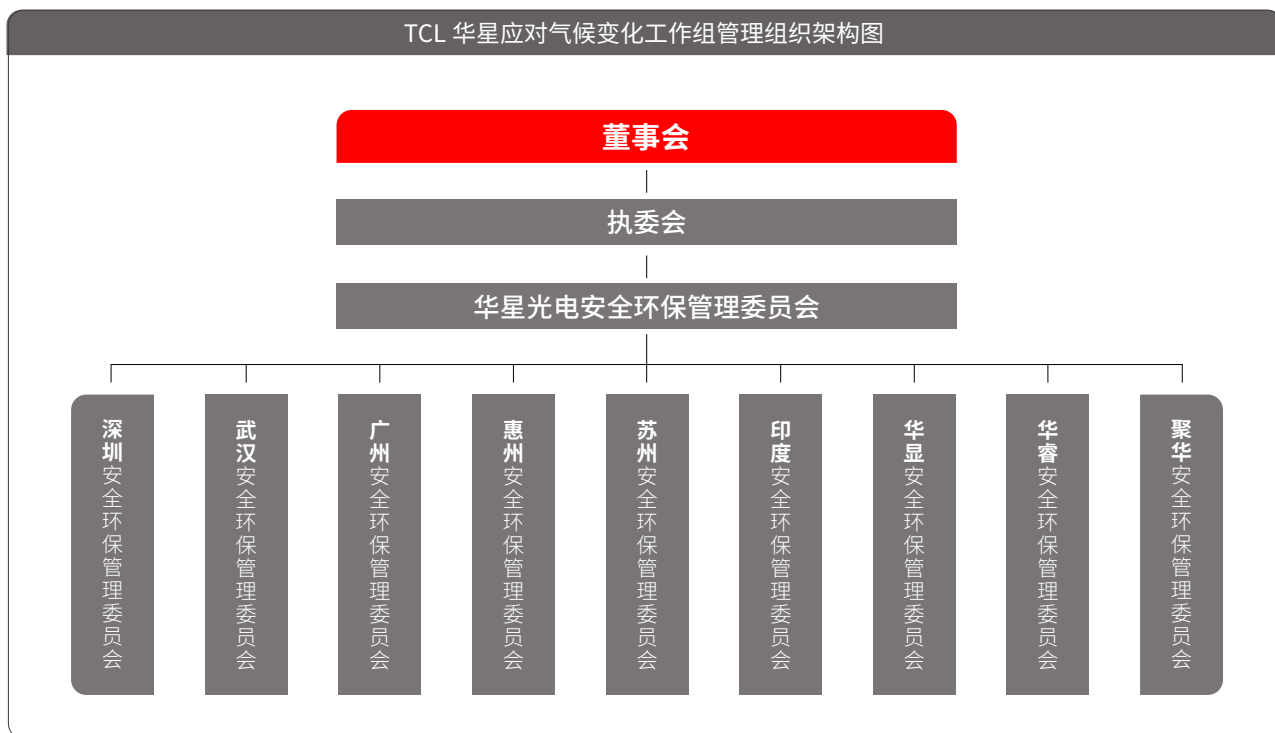 TCL 华星应对气候变化工作组管理组织架构图
董事会
执委会
华星光电安全环保管理委员会
深圳安全环保管理委员会
武汉安全环保管理委员会
广州安全环保管理委员会
惠州安全环保管理委员会
苏州安全环保管理委员会
印度安全环保管理委员会
华显安全环保管理委员会
华睿安全环保管理委员会
聚华安全环保管理委员会